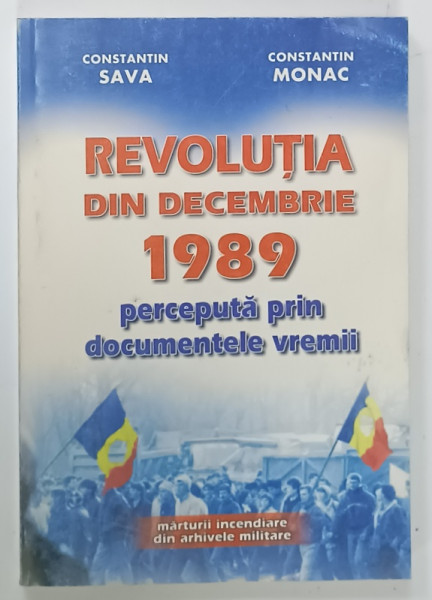 CONSTANTIN
SAVA
CONSTANTIN
MONAC
REVOLUȚIA
DIN DECEMBRIE
1989
percepută prin
documentele vremii
mărturii incendiare
din arhivele militare